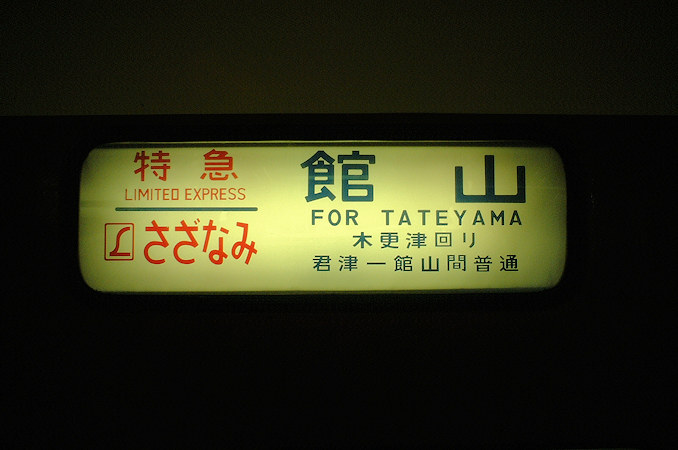 特急
LIMITED EXPRESS
L さざなみ
館山
FOR TATEYAMA
木更津回り
君津ー館山間普通